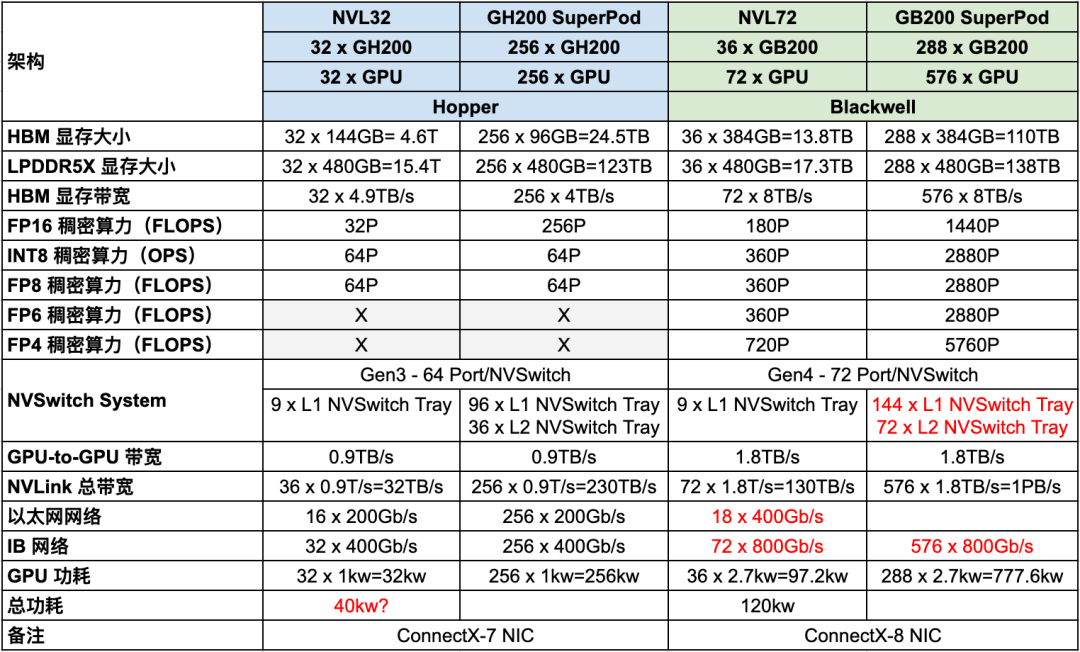 架构
NVL32 GH200 SuperPod NVL72 GB200 SuperPod
32 x GH200 256 x GH200 36 x GB200 288 x GB200
32 x GPU 256 x GPU 72 x GPU 576 x GPU
Hopper Blackwell
HBM 显存大小 32 x 144GB= 4.6T 256 x 96GB=24.5TB 36 x 384GB=13.8TB 288 x 384GB=110TB
LPDDR5X 显存大小 32 x 480GB=15.4T 256 x 480GB=123TB 36 x 480GB=17.3TB 288 x 480GB=138TB
HBM 显存带宽 32 x 4.9TB/s 256 x 4TB/s 72 x 8TB/s 576 x 8TB/s
FP16 稠密算力（FLOPS） 32P 256P 180P 1440P
INT8 稠密算力（OPS） 64P 64P 360P 2880P
FP8 稠密算力（FLOPS） 64P 64P 360P 2880P
FP6 稠密算力（FLOPS） X X 360P 2880P
FP4 稠密算力（FLOPS） X X 720P 5760P
NVSwitch System
Gen3 - 64 Port/NVSwitch Gen4 - 72 Port/NVSwitch
9 x L1 NVSwitch Tray 96 x L1 NVSwitch Tray 9 x L1 NVSwitch Tray 144 x L1 NVSwitch Tray
36 x L2 NVSwitch Tray 72 x L2 NVSwitch Tray
GPU-to-GPU 带宽 0.9TB/s 0.9TB/s 1.8TB/s 1.8TB/s
NVLink 总带宽 36 x 0.9T/s=32TB/s 256 x 0.9T/s=230TB/s 72 x 1.8T/s=130TB/s 576 x 1.8TB/s=1PB/s
以太网网络 16 x 200Gb/s 256 x 200Gb/s 18 x 400Gb/s
IB 网络 32 x 400Gb/s 256 x 400Gb/s 72 x 800Gb/s 576 x 800Gb/s
GPU 功耗 32 x 1kw=32kw 256 x 1kw=256kw 36 x 2.7kw=97.2kw 288 x 2.7kw=777.6kw
总功耗 40kw? 120kw
备注 ConnectX-7 NIC ConnectX-8 NIC